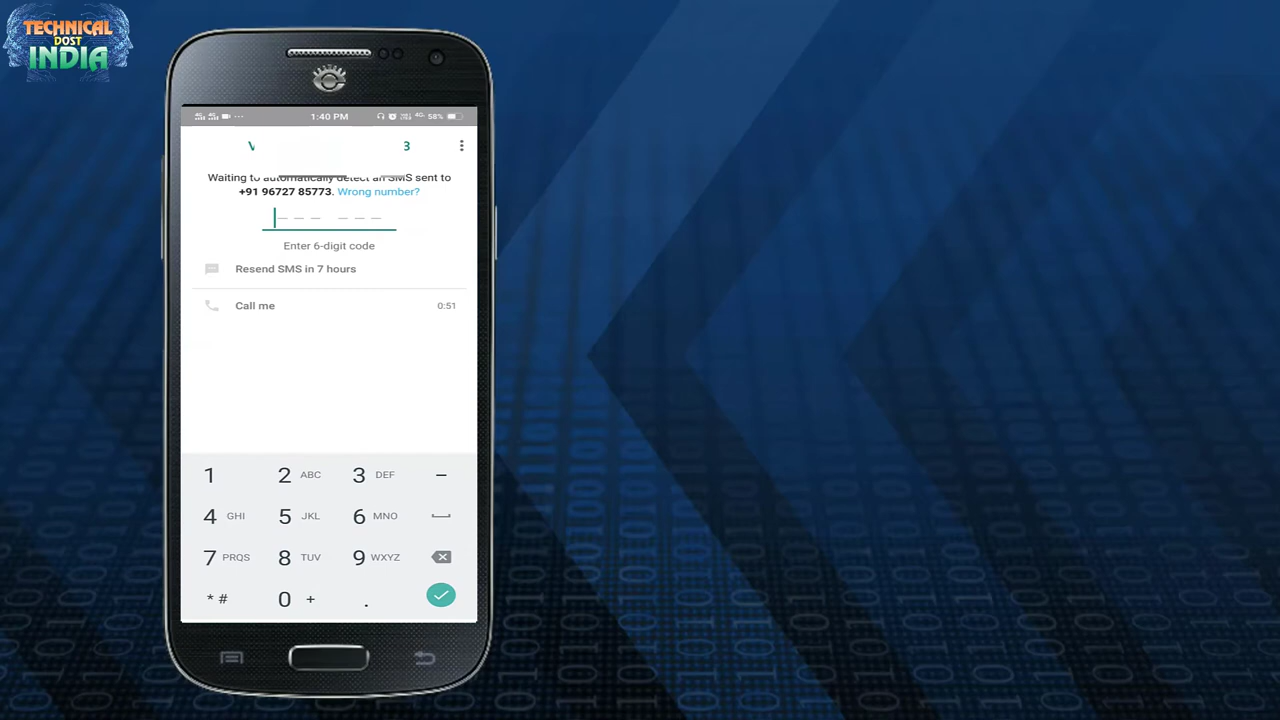 TECHNICAL
DOST
INDIA
1:40 PM
4G 58%
V 3
Waiting to automatically detect an SMS sent to
+91 96727 85773. Wrong number?
Enter 6-digit code
Resend SMS in 7 hours
Call me 0:51
1 2 ABC 3 DEF –
4 GHI 5 JKL 6 MNO
7 PRQS 8 TUV 9 WXYZ
* # 0 + .